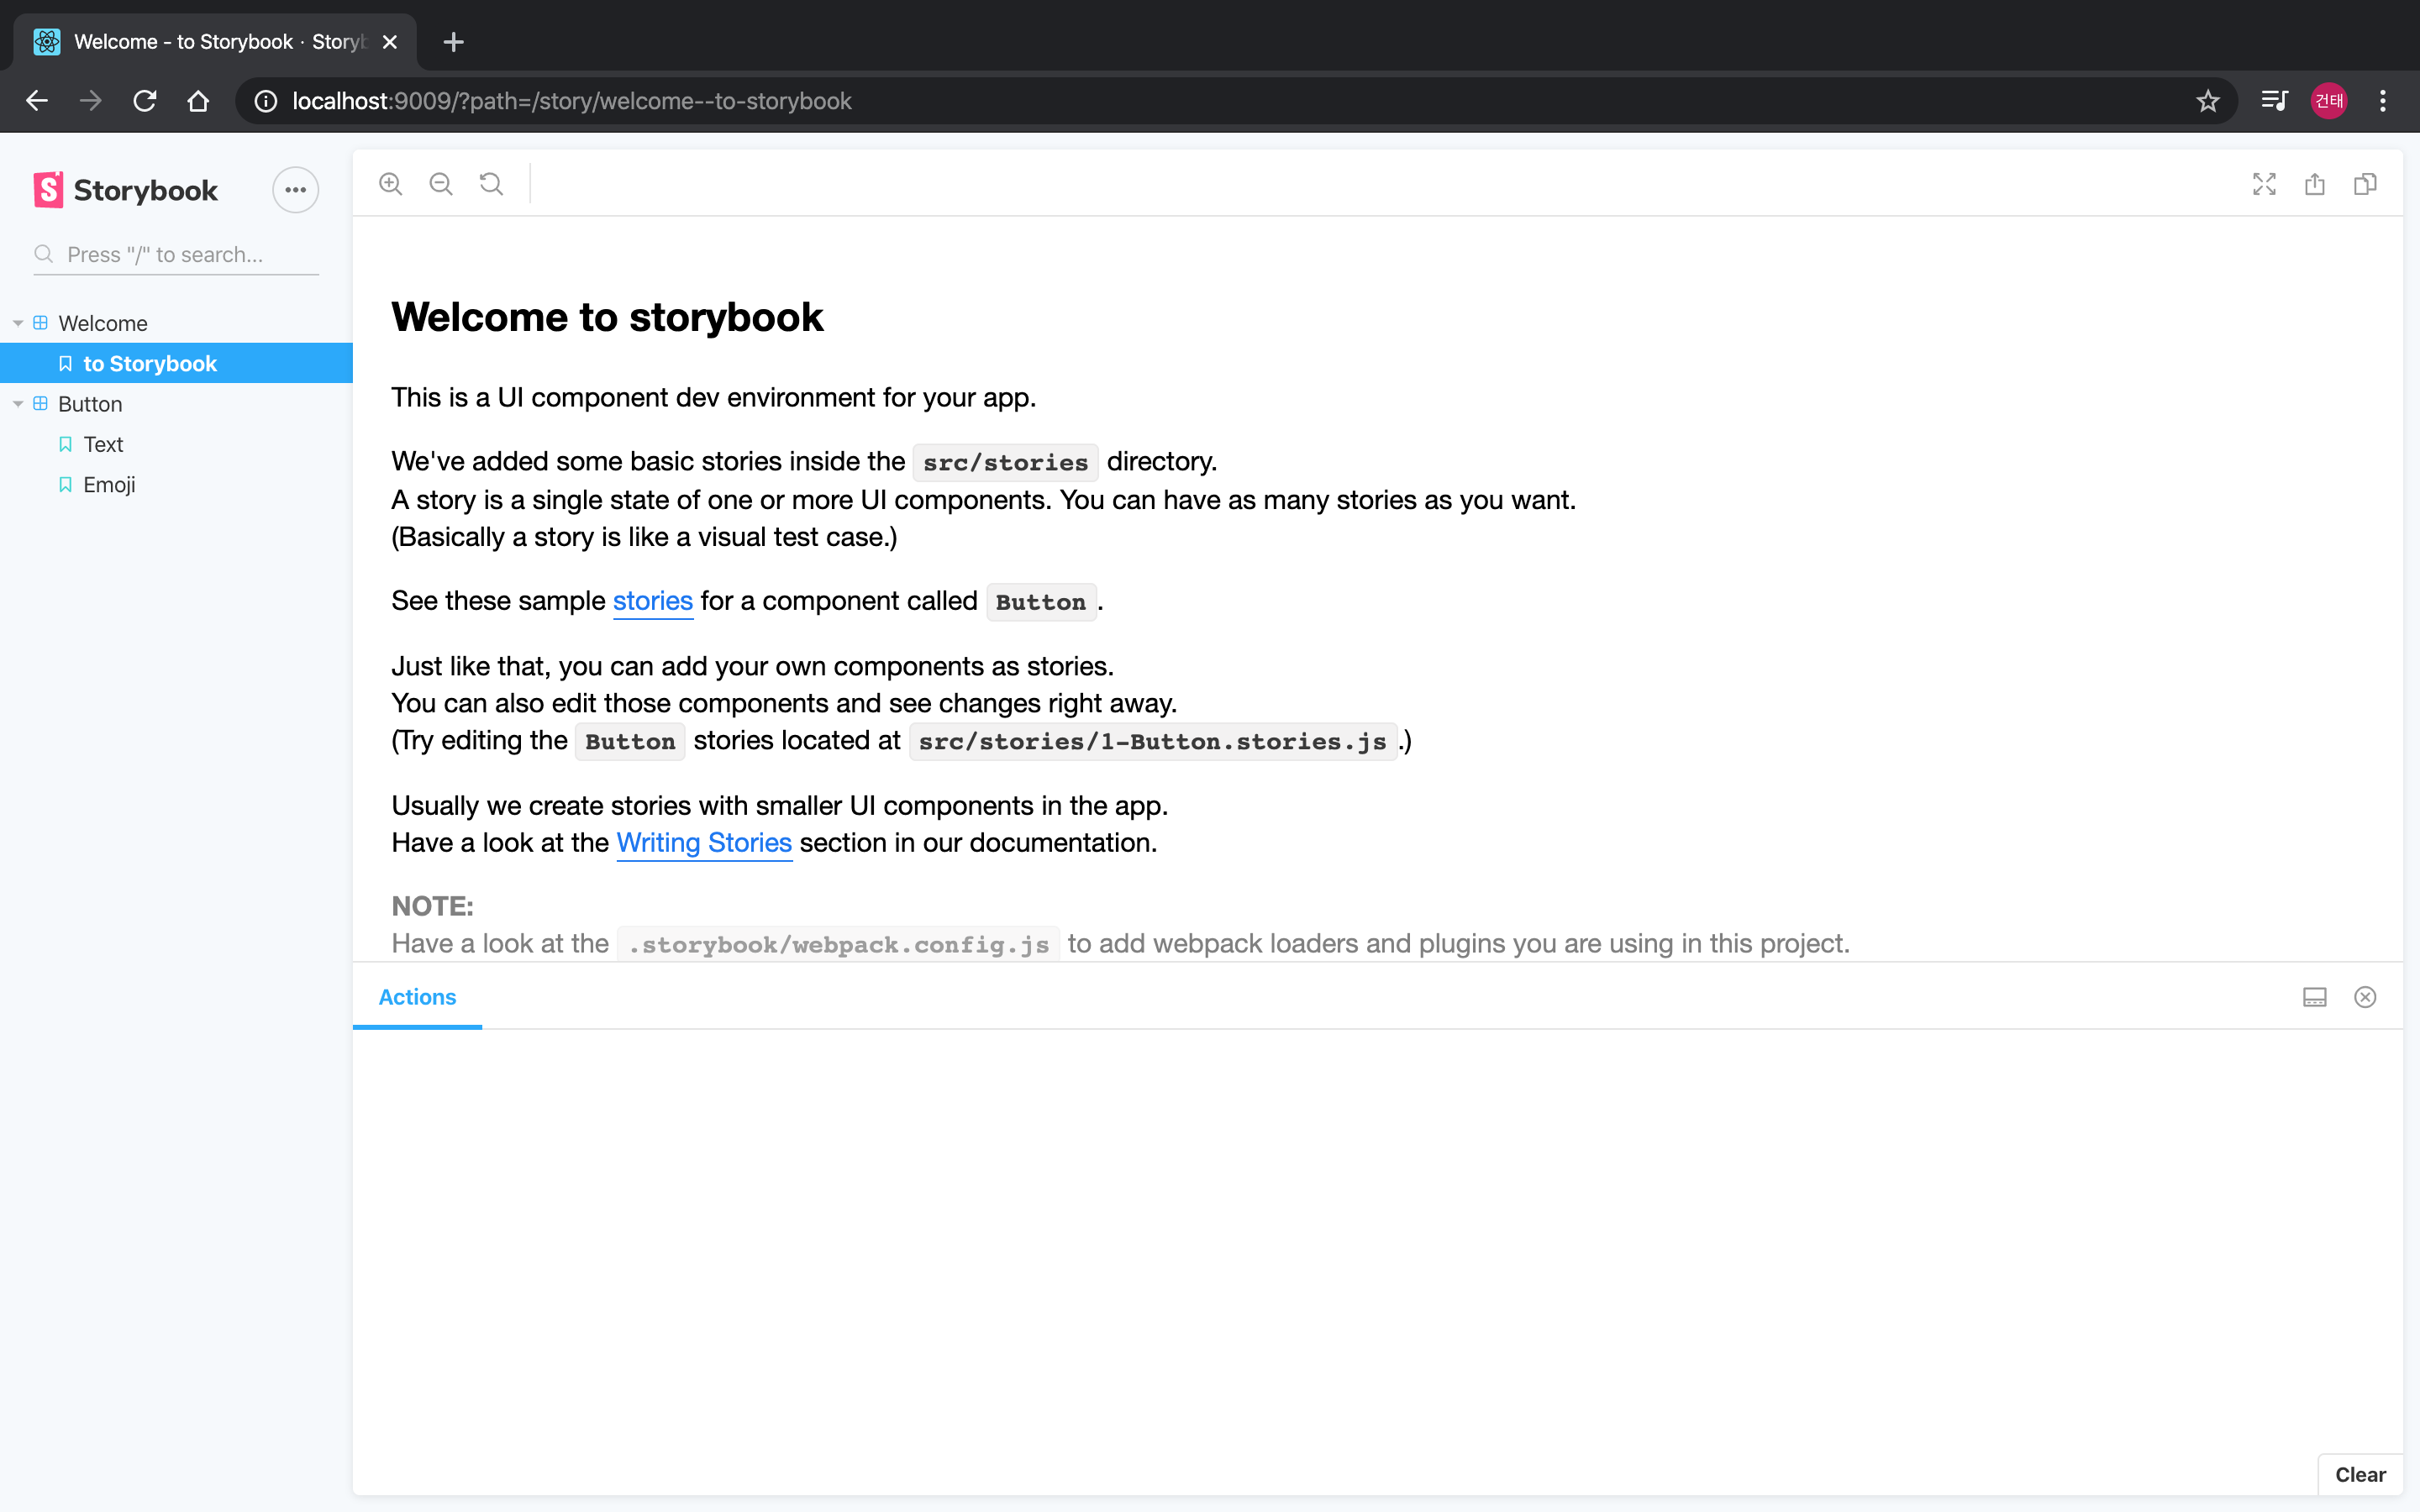 Welcome - to Storybook · Storyb
localhost:9009/?path=/story/welcome--to-storybook
건태
Storybook
Press "/" to search...
Welcome
to Storybook
Button
Text
Emoji
Welcome to storybook
This is a UI component dev environment for your app.
We've added some basic stories inside the src/stories directory.
A story is a single state of one or more UI components. You can have as many stories as you want.
(Basically a story is like a visual test case.)
See these sample stories for a component called Button.
Just like that, you can add your own components as stories.
You can also edit those components and see changes right away.
(Try editing the Button stories located at src/stories/1-Button.stories.js.)
Usually we create stories with smaller UI components in the app.
Have a look at the Writing Stories section in our documentation.
NOTE:
Have a look at the .storybook/webpack.config.js to add webpack loaders and plugins you are using in this project.
Actions
Clear